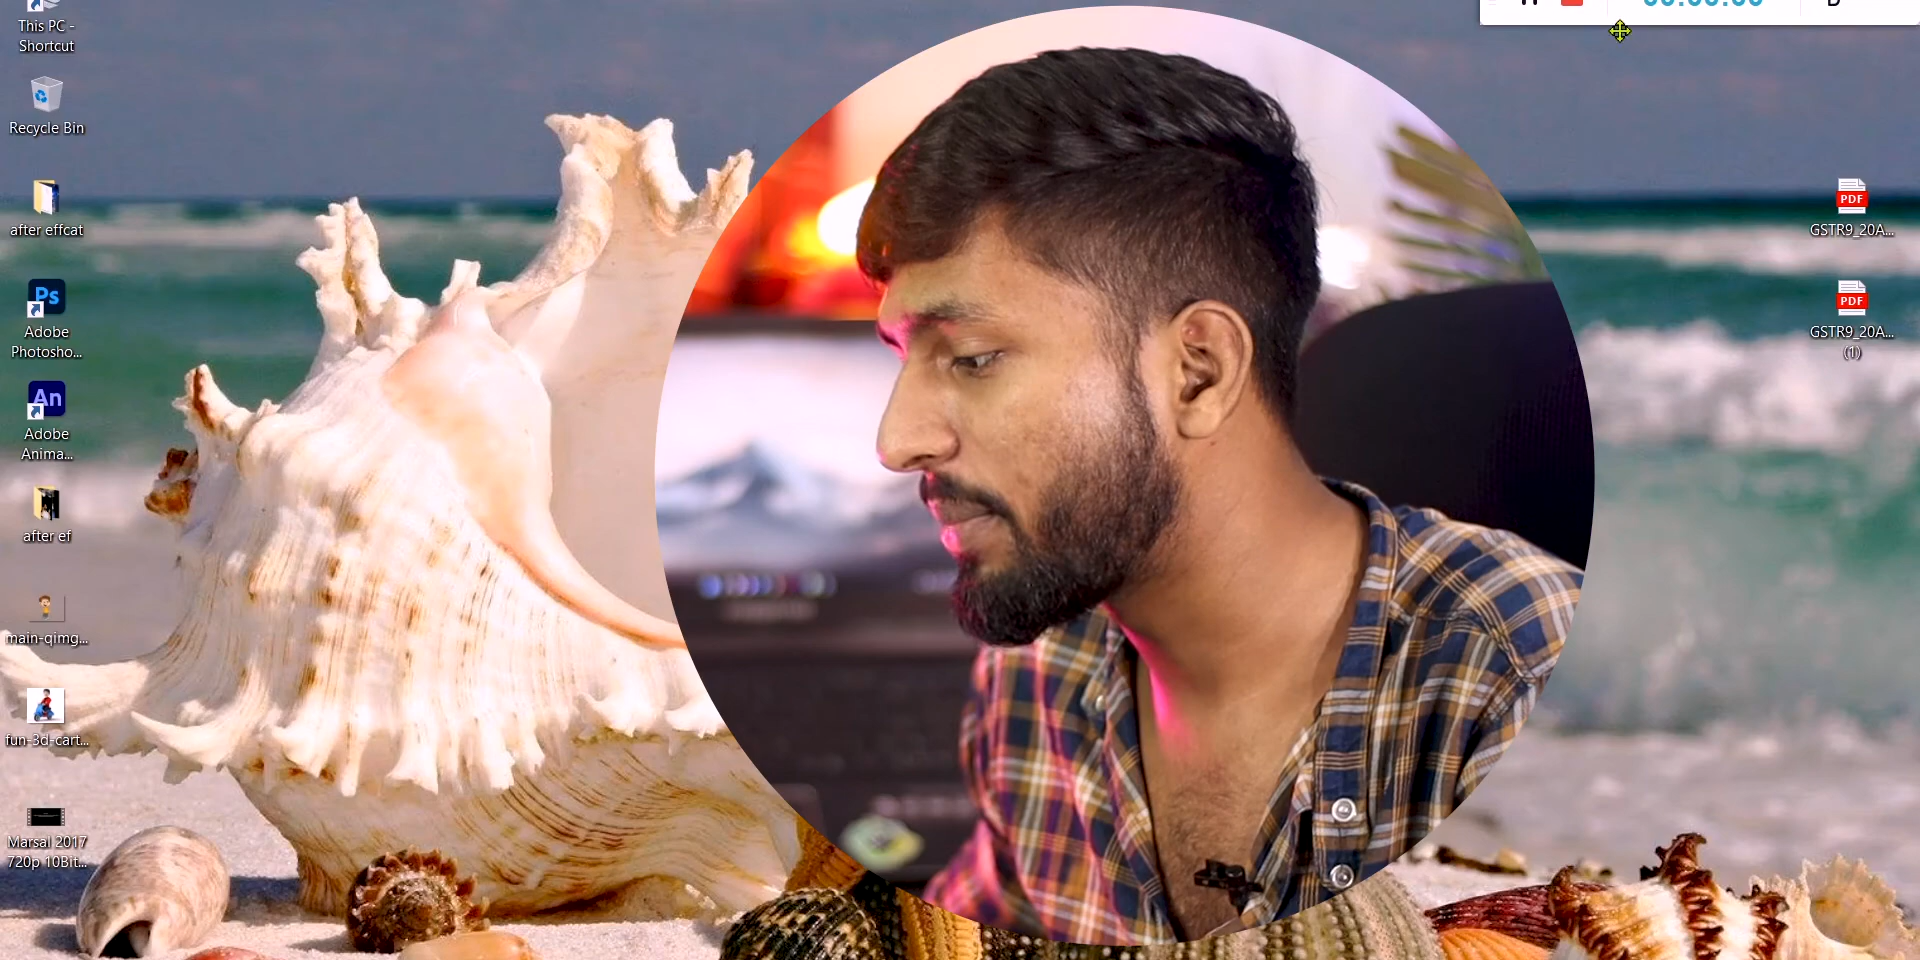 This PC -
Shortcut
Recycle Bin
after effcat
Ps
Adobe
Photosho...
An
Adobe
Anima...
after ef
main-qimg...
fun-3d-cart...
Marsal 2017
720p 10Bit...
PDF
GSTR9_20A...
PDF
GSTR9_20A...
(1)